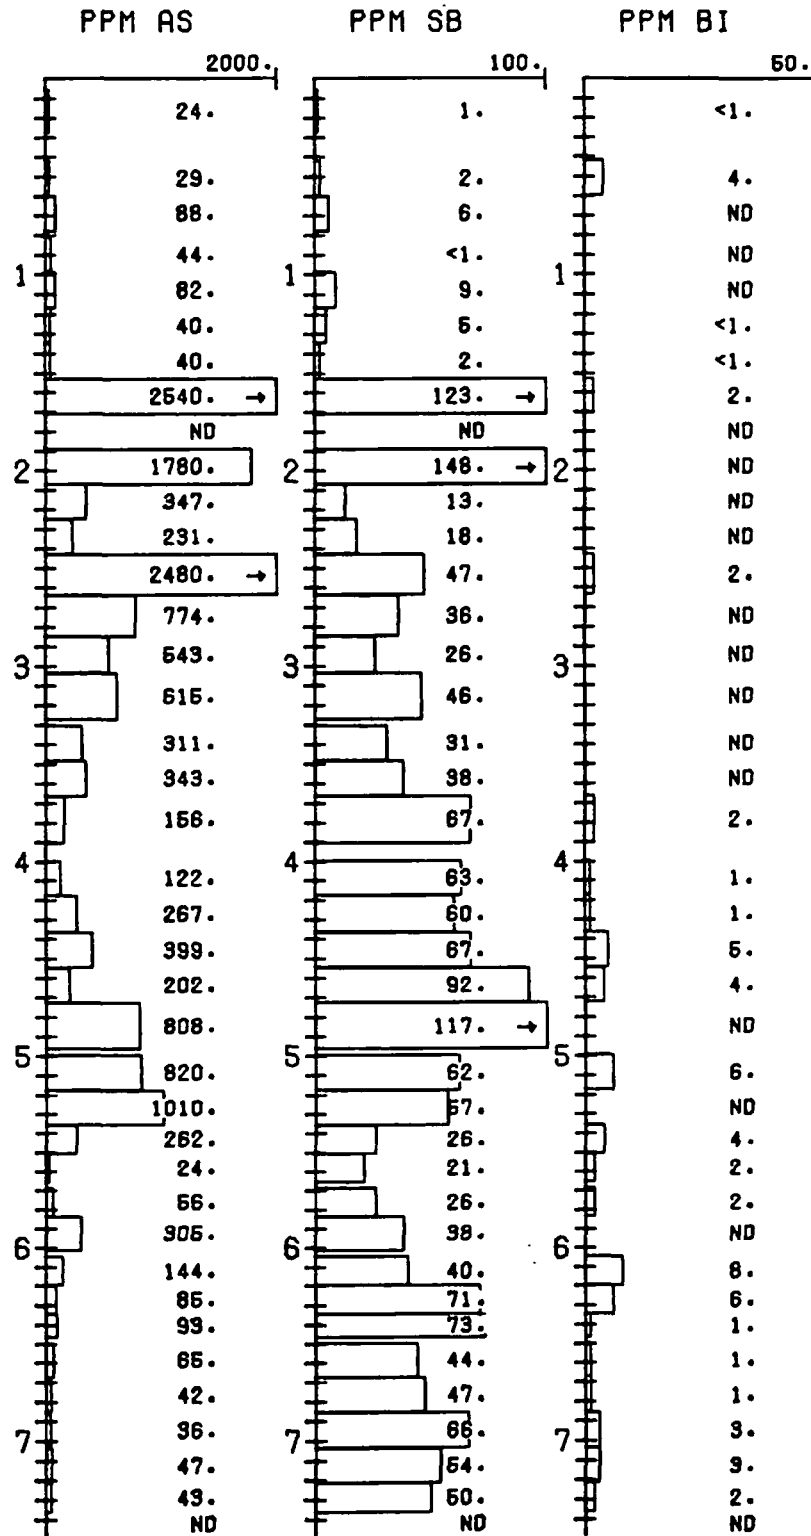 PPM AS PPM SB PPM BI
2000. 100. 50.
24. 1. <1.
29. 2. 4.
88. 6. ND
44. <1. ND
1 1 1
82. 9. ND
40. 5. <1.
40. 2. <1.
2540. → 123. → 2.
ND ND ND
2 1780. 2 148. → 2 ND
347. 13. ND
231. 18. ND
2480. → 47. 2.
774. 36. ND
3 543. 3 26. 3 ND
615. 46. ND
311. 31. ND
343. 38. ND
156. 67. 2.
4 4 4
122. 63. 1.
267. 60. 1.
399. 67. 5.
202. 92. 4.
808. 117. → ND
5 5 5
820. 62. 6.
1010. 57. ND
262. 26. 4.
24. 21. 2.
56. 26. 2.
305. 38. ND
6 6 6
144. 40. 8.
85. 71. 6.
93. 73. 1.
65. 44. 1.
42. 47. 1.
36. 66. 3.
7 7 7
47. 54. 3.
43. 50. 2.
ND ND ND